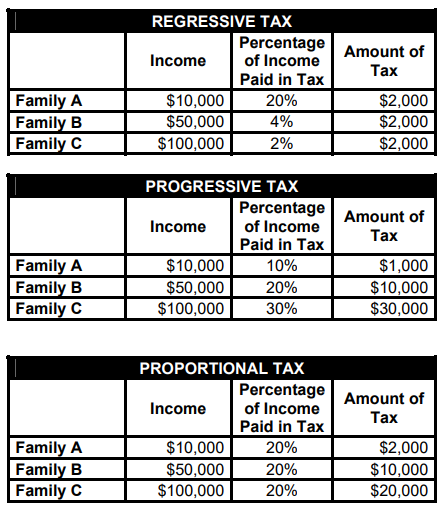 REGRESSIVE TAX
Income Percentage of Income Paid in Tax Amount of Tax
Family A $10,000 20% $2,000
Family B $50,000 4% $2,000
Family C $100,000 2% $2,000
PROGRESSIVE TAX
Income Percentage of Income Paid in Tax Amount of Tax
Family A $10,000 10% $1,000
Family B $50,000 20% $10,000
Family C $100,000 30% $30,000
PROPORTIONAL TAX
Income Percentage of Income Paid in Tax Amount of Tax
Family A $10,000 20% $2,000
Family B $50,000 20% $10,000
Family C $100,000 20% $20,000